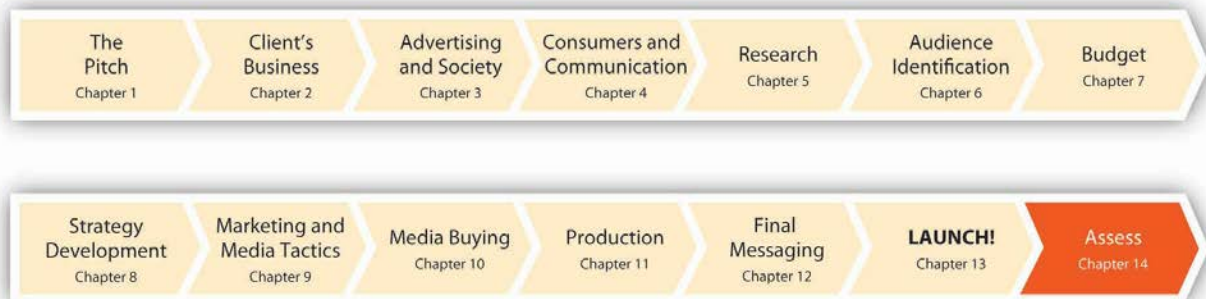 The
Pitch
Chapter 1
Client's
Business
Chapter 2
Advertising
and Society
Chapter 3
Consumers and
Communication
Chapter 4
Research
Chapter 5
Audience
Identification
Chapter 6
Budget
Chapter 7
Strategy
Development
Chapter 8
Marketing and
Media Tactics
Chapter 9
Media Buying
Chapter 10
Production
Chapter 11
Final
Messaging
Chapter 12
LAUNCH!
Chapter 13
Assess
Chapter 14